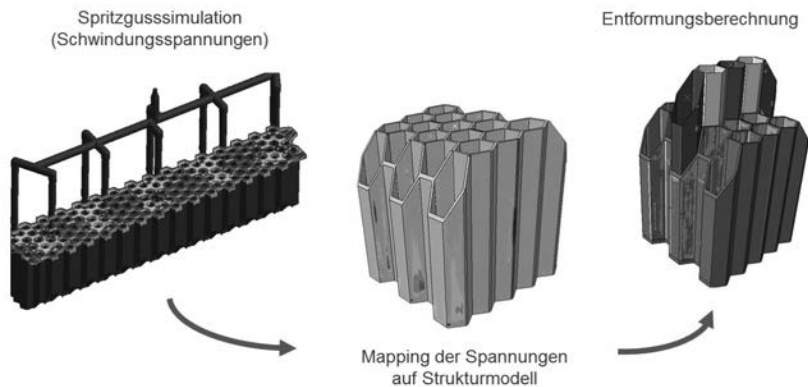 Spritzgusssimulation
(Schwindungsspannungen)
Entformungsberechnung
Mapping der Spannungen
auf Strukturmodell